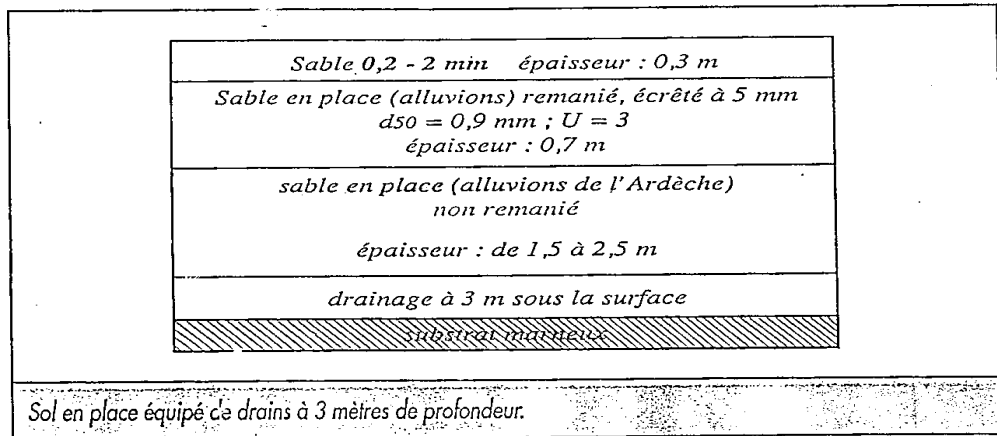 Sable 0,2 - 2 min épaisseur : 0,3 m
Sable en place (alluvions) remanié, écrêté à 5 mm
d50 = 0,9 mm ; U = 3
épaisseur : 0,7 m
sable en place (alluvions de l'Ardèche)
non remanié
épaisseur : de 1,5 à 2,5 m
drainage à 3 m sous la surface
substrat marneux
Sol en place équipé de drains à 3 mètres de profondeur.